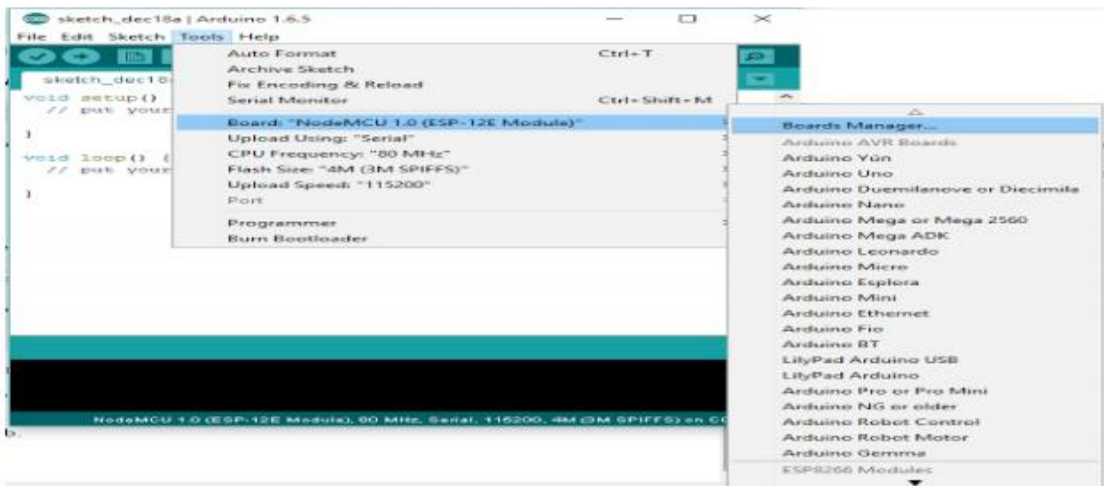 sketch_dec18a | Arduino 1.6.5
File Edit Sketch Tools Help
sketch_dec18
void setup()
// put your
}
void loop() {
// put your
}
Auto Format Ctrl+T
Archive Sketch
Fix Encoding & Reload
Serial Monitor Ctrl+Shift+M
Board: "NodeMCU 1.0 (ESP-12E Module)"
Upload Using: "Serial"
CPU Frequency: "80 MHz"
Flash Size: "4M (3M SPIFFS)"
Upload Speed: "115200"
Port
Programmer
Burn Bootloader
Boards Manager...
Arduino AVR Boards
Arduino Yún
Arduino Uno
Arduino Duemilanove or Diecimila
Arduino Nano
Arduino Mega or Mega 2560
Arduino Mega ADK
Arduino Leonardo
Arduino Micro
Arduino Esplora
Arduino Mini
Arduino Ethernet
Arduino Fio
Arduino BT
LilyPad Arduino USB
LilyPad Arduino
Arduino Pro or Pro Mini
Arduino NG or older
Arduino Robot Control
Arduino Robot Motor
Arduino Gemma
ESP8266 Modules
NodeMCU 1.0 (ESP-12E Module), 80 MHz, Serial, 115200, 4M (3M SPIFFS) on CO
b.